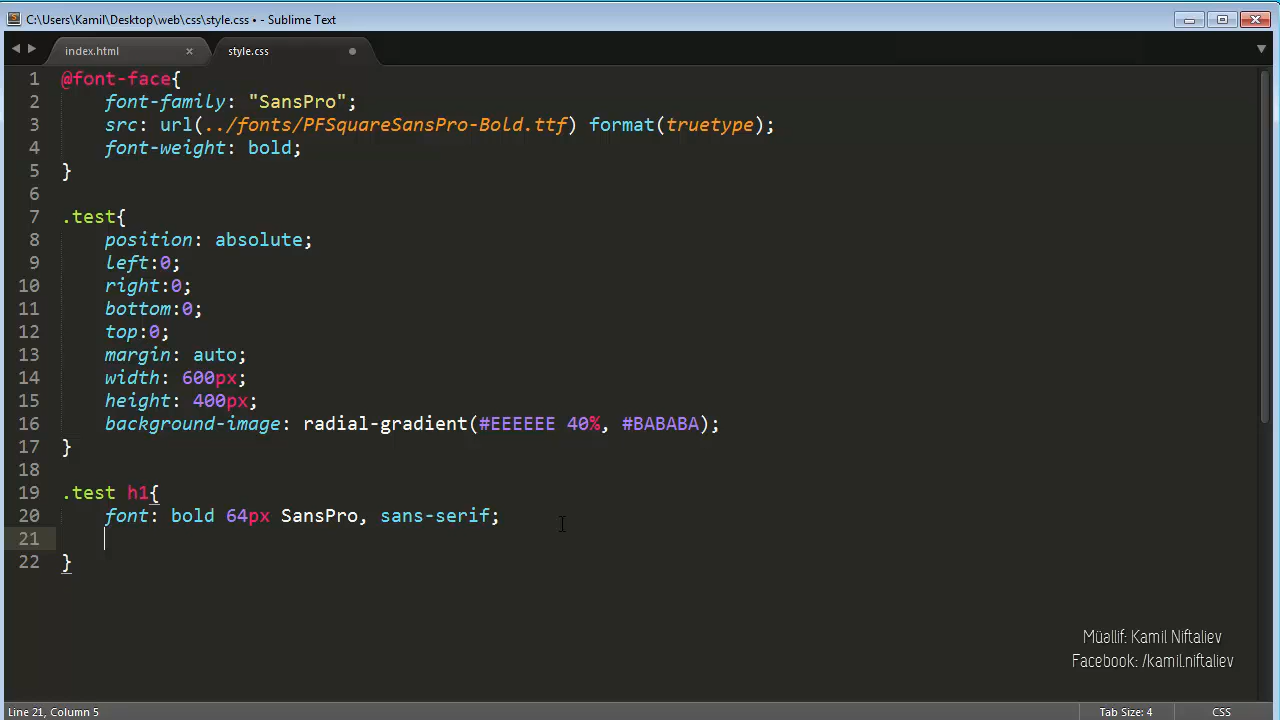 C:\Users\Kamil\Desktop\web\css\style.css • - Sublime Text
index.html × style.css
1 @font-face{
2 font-family: "SansPro";
3 src: url(../fonts/PFSquareSansPro-Bold.ttf) format(truetype);
4 font-weight: bold;
5 }
6
7 .test{
8 position: absolute;
9 left:0;
10 right:0;
11 bottom:0;
12 top:0;
13 margin: auto;
14 width: 600px;
15 height: 400px;
16 background-image: radial-gradient(#EEEEEE 40%, #BABABA);
17 }
18
19 .test h1{
20 font: bold 64px SansPro, sans-serif;
21
22 }
Müəllif: Kamil Niftaliev
Facebook: /kamil.niftaliev
Line 21, Column 5 Tab Size: 4 CSS